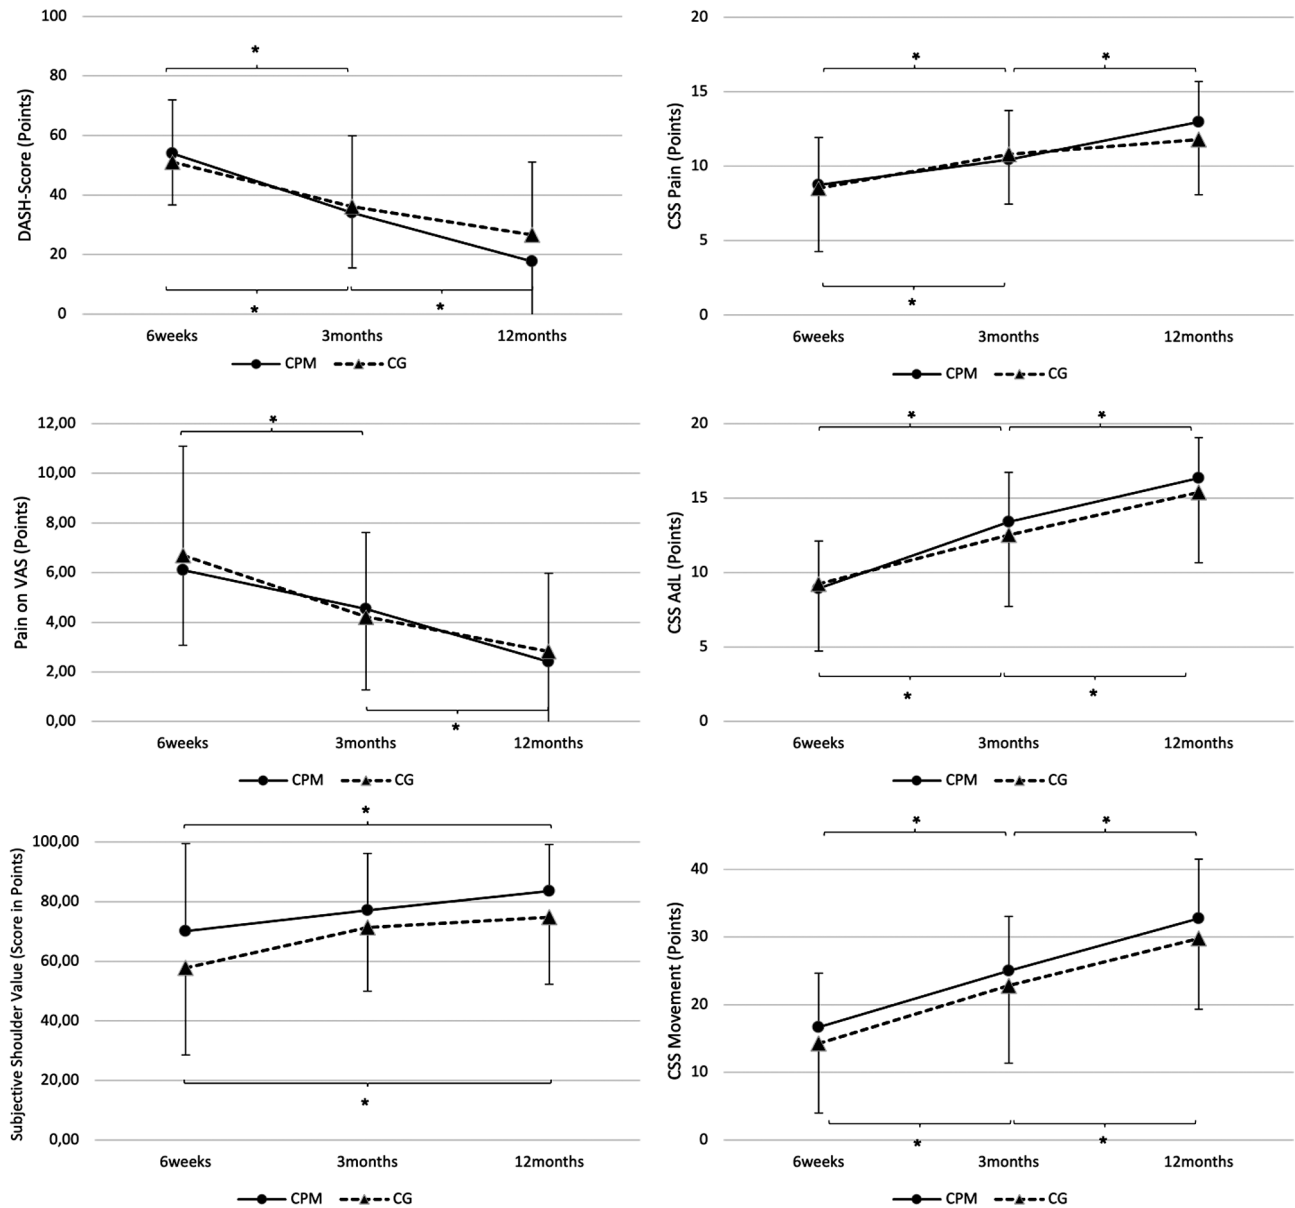 DASH-Score (Points)
100
80
60
40
20
0
*
*
*
6weeks 3months 12months
CPM CG
CSS Pain (Points)
20
15
10
5
0
*
*
*
6weeks 3months 12months
CPM CG
Pain on VAS (Points)
12,00
10,00
8,00
6,00
4,00
2,00
0,00
*
*
6weeks 3months 12months
CPM CG
CSS AdL (Points)
20
15
10
5
0
*
*
*
*
6weeks 3months 12months
CPM CG
Subjective Shoulder Value (Score in Points)
100,00
80,00
60,00
40,00
20,00
0,00
*
*
6weeks 3months 12months
CPM CG
CSS Movement (Points)
40
30
20
10
0
*
*
*
*
6weeks 3months 12months
CPM CG